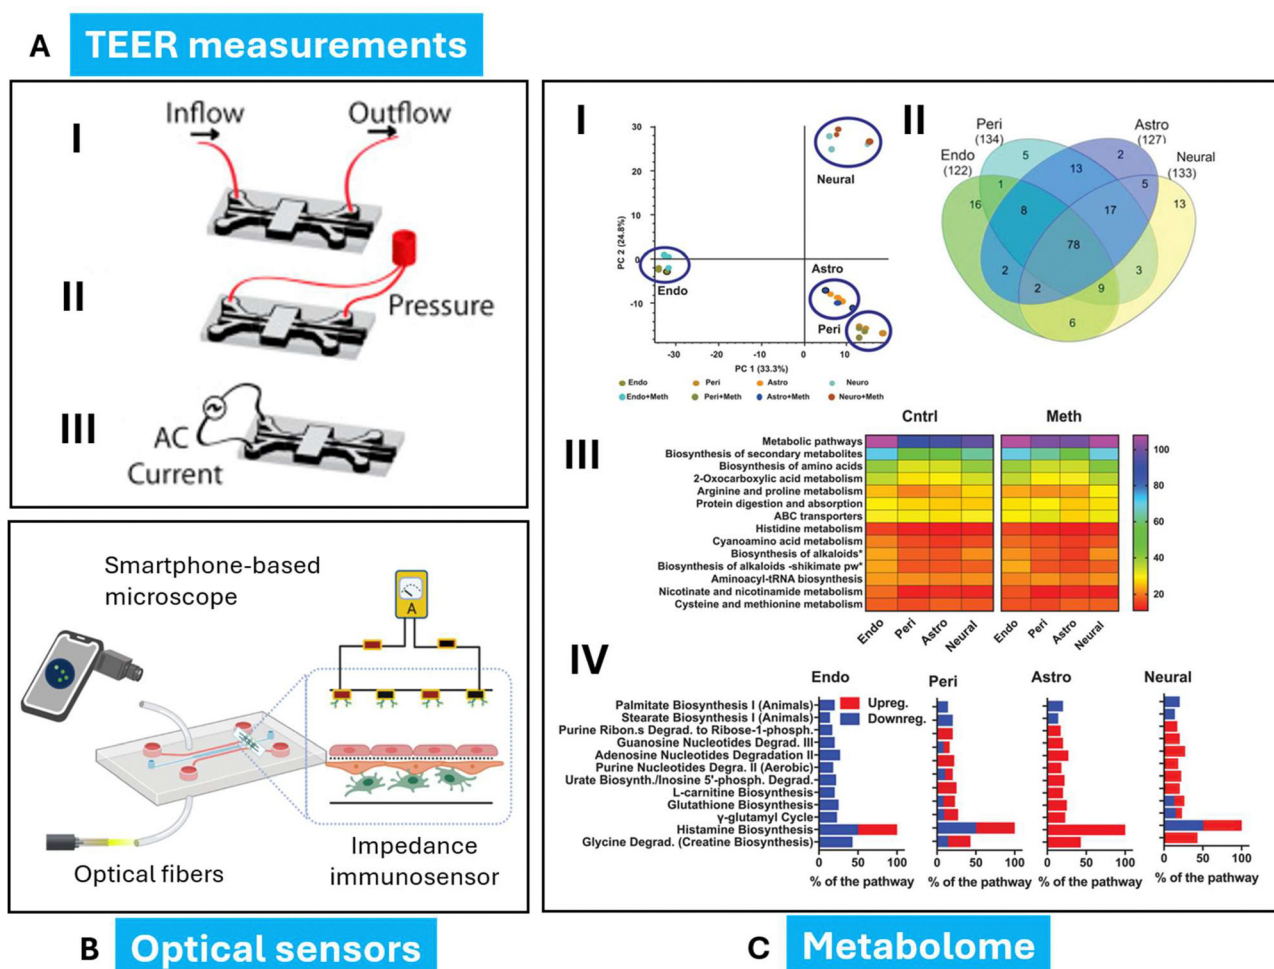 A TEER measurements
I
Inflow
Outflow
II
Pressure
III
AC
Current
Smartphone-based
microscope
A
Optical fibers
Impedance
immunosensor
B Optical sensors
I
30
20
10
0
-10
PC 2 (24.8%)
Neural
Endo
Astro
Peri
-30 -20 -10 0 10
PC 1 (33.3%)
Endo Peri Astro Neuro
Endo+Meth Peri+Meth Astro+Meth Neuro+Meth
II
Peri
(134)
Astro
(127)
Endo
(122)
Neural
(133)
5 2
13
1 5
16 13
8 17
78
2 3
2 9
6
III
Cntrl Meth
Metabolic pathways
Biosynthesis of secondary metabolites
Biosynthesis of amino acids
2-Oxocarboxylic acid metabolism
Arginine and proline metabolism
Protein digestion and absorption
ABC transporters
Histidine metabolism
Cyanoamino acid metabolism
Biosynthesis of alkaloids*
Biosynthesis of alkaloids -shikimate pw*
Aminoacyl-tRNA biosynthesis
Nicotinate and nicotinamide metabolism
Cysteine and methionine metabolism
Endo Peri Astro Neural Endo Peri Astro Neural
100
80
60
40
20
IV
Endo Peri Astro Neural
Upreg.
Downreg.
Palmitate Biosynthesis I (Animals)
Stearate Biosynthesis I (Animals)
Purine Ribon.s Degrad. to Ribose-1-phosph.
Guanosine Nucleotides Degrad. III
Adenosine Nucleotides Degradation II
Purine Nucleotides Degra. II (Aerobic)
Urate Biosynth./Inosine 5'-phosph. Degrad.
L-carnitine Biosynthesis
Glutathione Biosynthesis
γ-glutamyl Cycle
Histamine Biosynthesis
Glycine Degrad. (Creatine Biosynthesis)
0 50 100 0 50 100 0 50 100 0 50 100
% of the pathway % of the pathway % of the pathway % of the pathway
C Metabolome